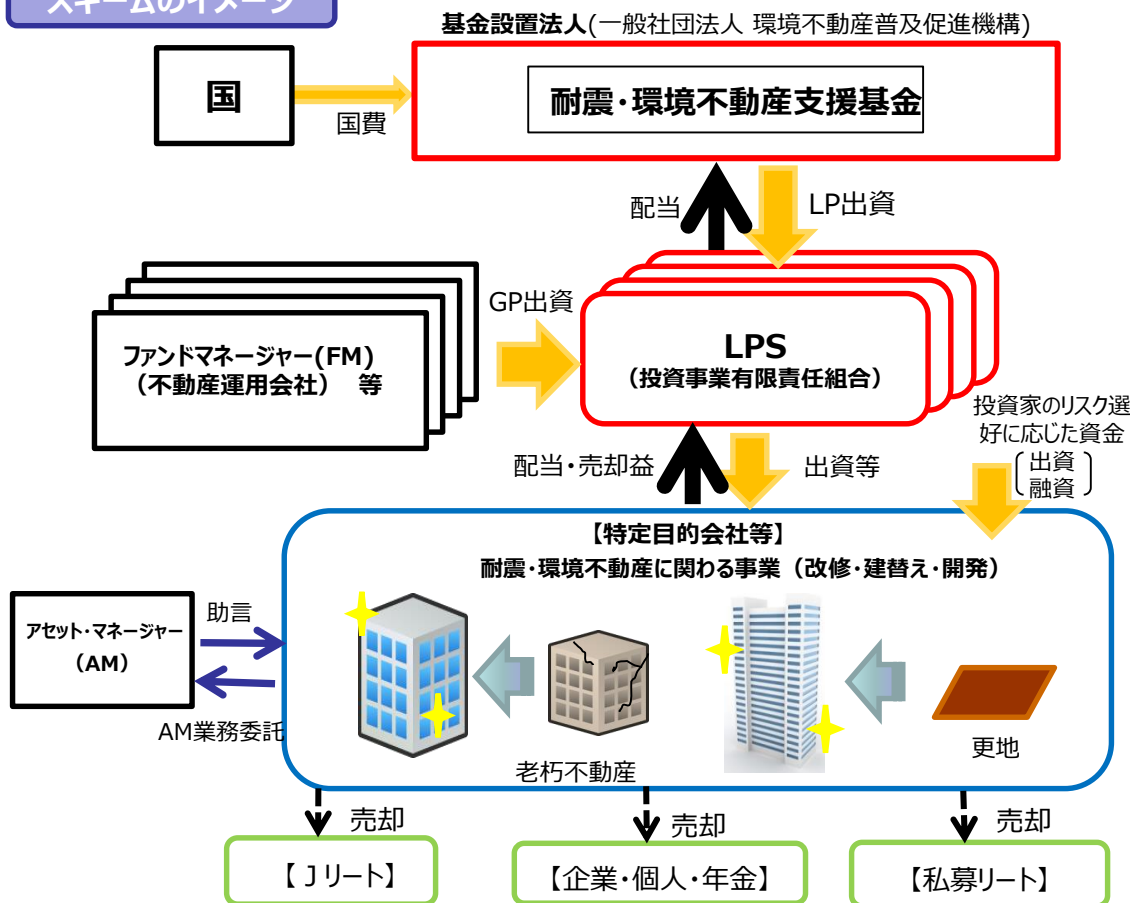 スキームのイメージ
基金設置法人(一般社団法人 環境不動産普及促進機構)
国
国費
耐震・環境不動産支援基金
配当
LP出資
GP出資
ファンドマネージャー(FM)
（不動産運用会社） 等
LPS
（投資事業有限責任組合）
投資家のリスク選
好に応じた資金
出資
融資
配当・売却益
出資等
【特定目的会社等】
耐震・環境不動産に関わる事業（改修・建替え・開発）
アセット・マネージャー
（AM）
助言
AM業務委託
老朽不動産
更地
売却
売却
売却
【Ｊリート】
【企業・個人・年金】
【私募リート】